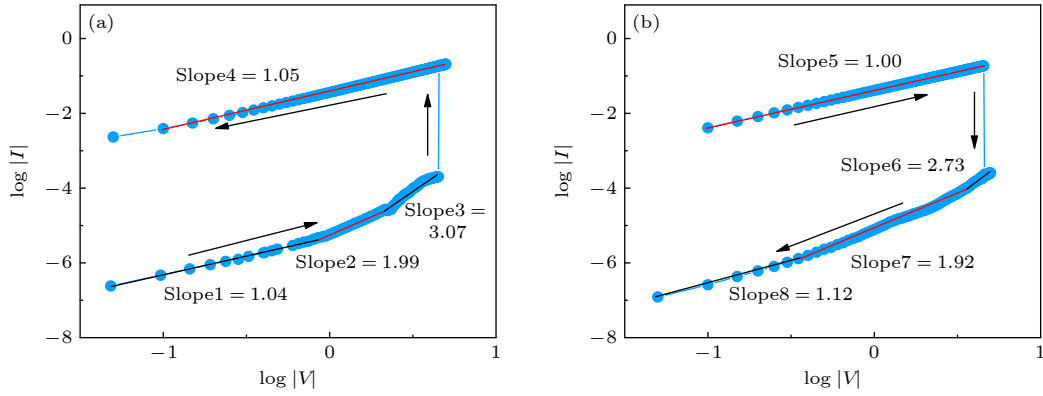 (a)
0
−2
−4
−6
−8
log |I|
Slope4 = 1.05
Slope3 =
3.07
Slope2 = 1.99
Slope1 = 1.04
−1
0
1
log |V|
(b)
0
−2
−4
−6
−8
log |I|
Slope5 = 1.00
Slope6 = 2.73
Slope7 = 1.92
Slope8 = 1.12
−1
0
1
log |V|